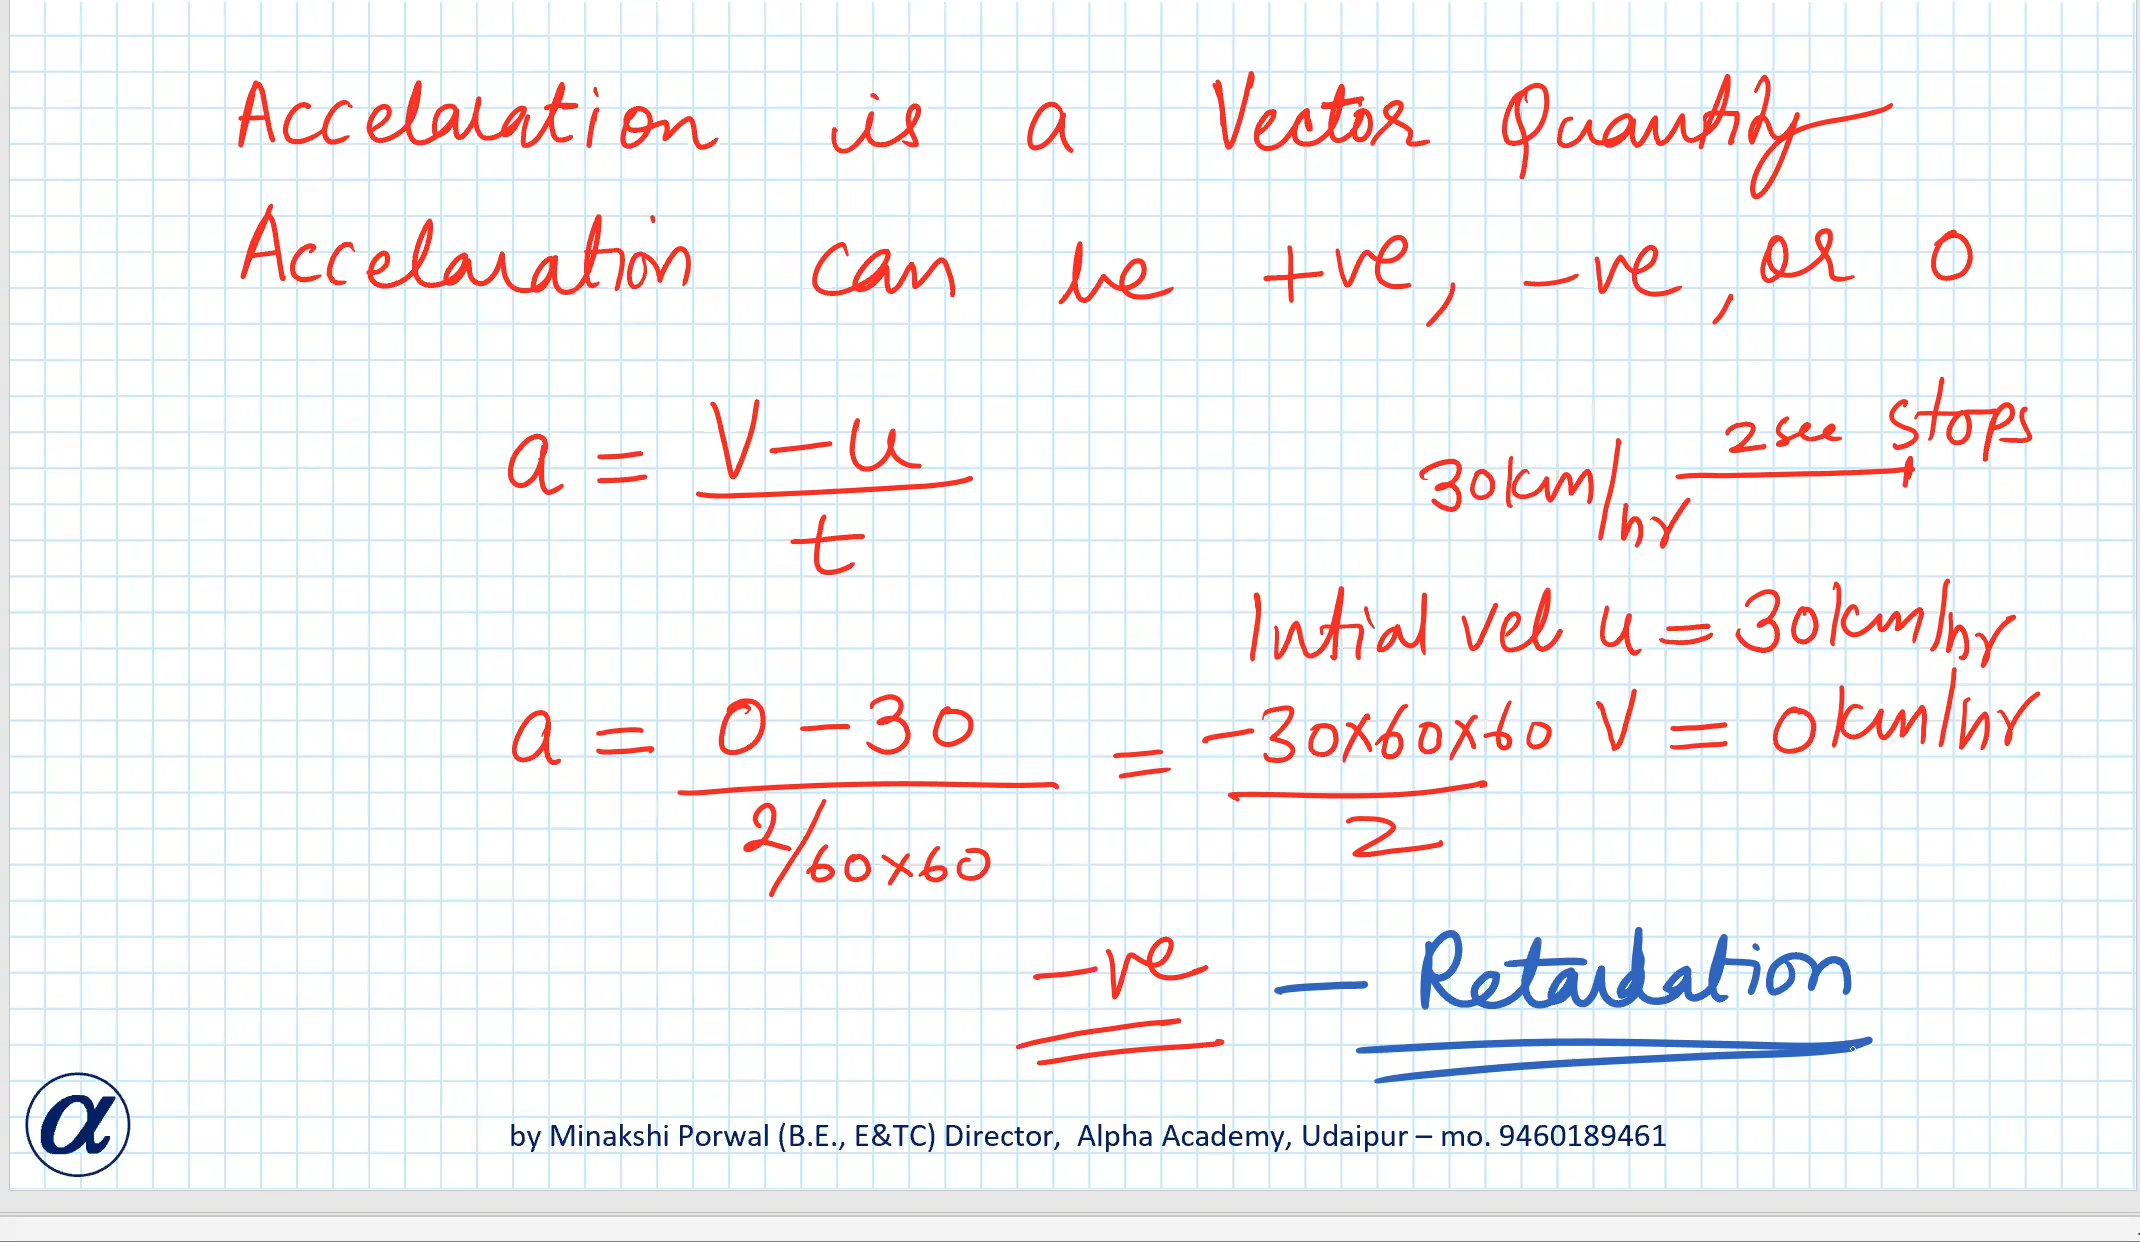 Accelaration is a Vector Quantity
Accelaration can be +ve, -ve, or 0
a = V-u/t
30km/hr 2 sec stops
Intial vel u = 30km/hr
V = 0km/hr
a = 0-30 / 2/60x60 = -30x60x60 / 2
-ve - Retardation
α
by Minakshi Porwal (B.E., E&TC) Director, Alpha Academy, Udaipur – mo. 9460189461